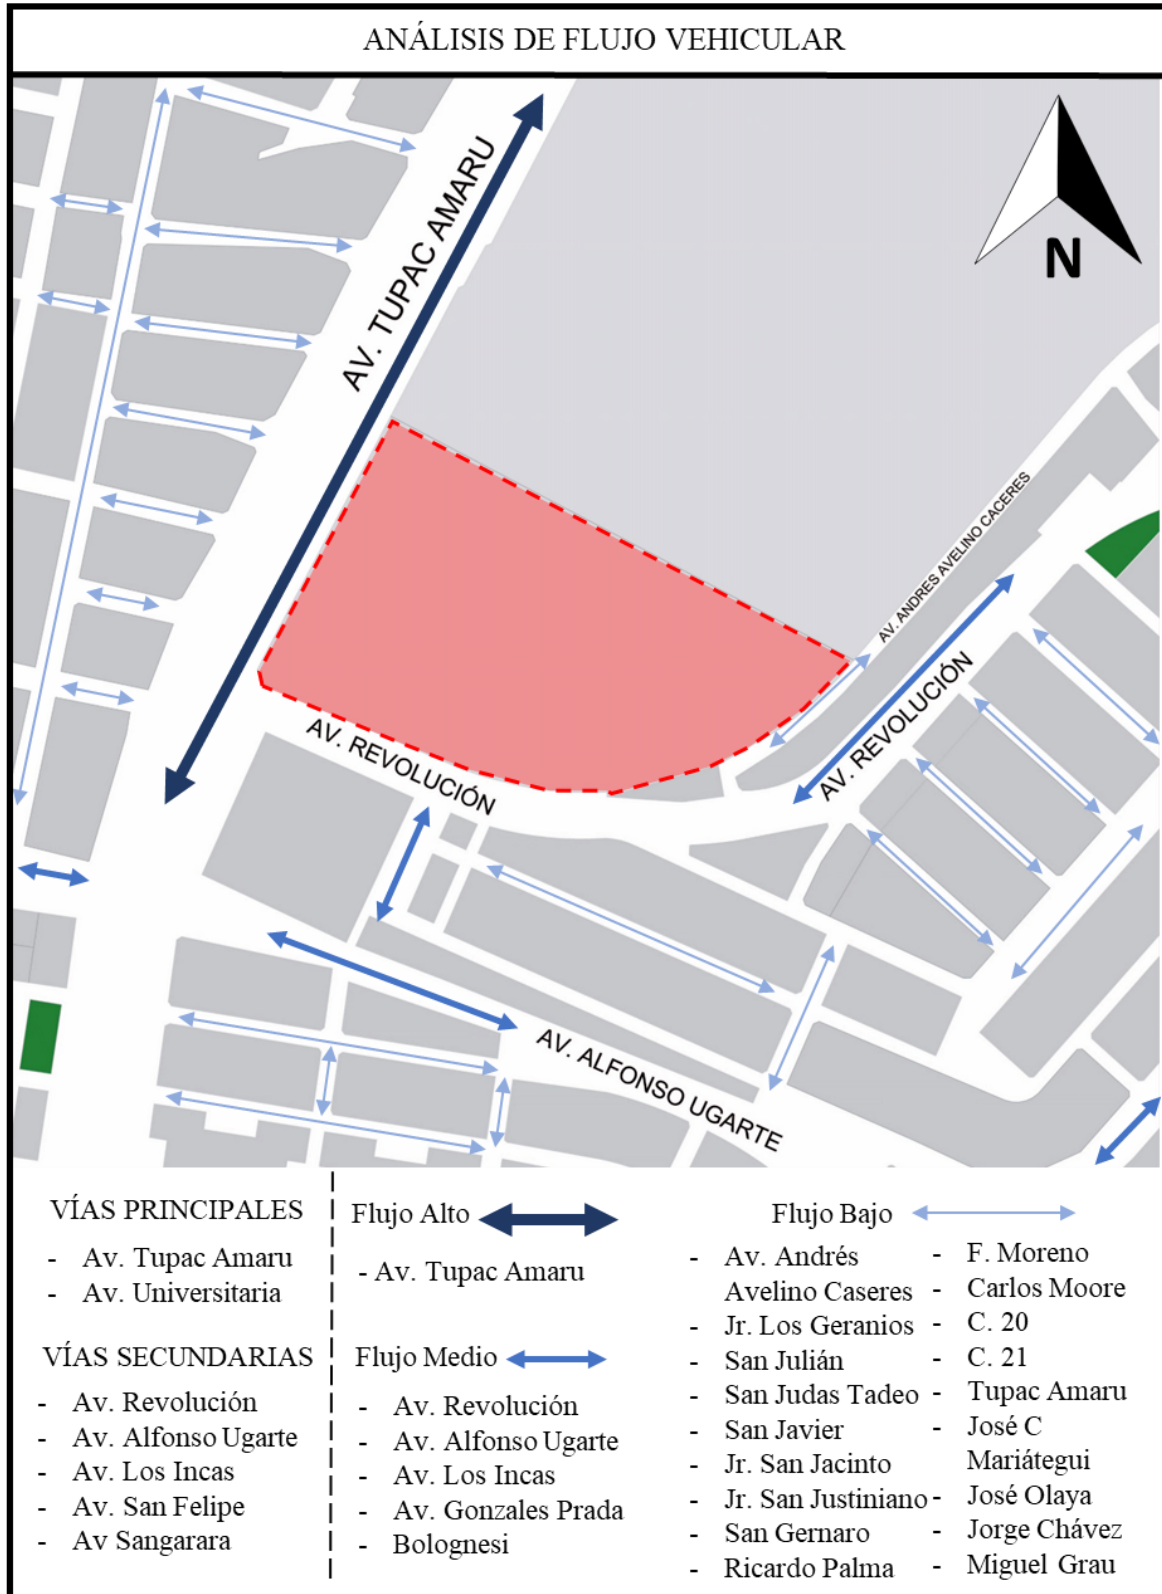 ANÁLISIS DE FLUJO VEHICULAR
AV. TUPAC AMARU
N
AV. ANDRES AVELINO CACERES
AV. REVOLUCIÓN
AV. REVOLUCIÓN
AV. ALFONSO UGARTE
VÍAS PRINCIPALES
- Av. Tupac Amaru
- Av. Universitaria
VÍAS SECUNDARIAS
- Av. Revolución
- Av. Alfonso Ugarte
- Av. Los Incas
- Av. San Felipe
- Av Sangarara
Flujo Alto
- Av. Tupac Amaru
Flujo Medio
- Av. Revolución
- Av. Alfonso Ugarte
- Av. Los Incas
- Av. Gonzales Prada
- Bolognesi
Flujo Bajo
- Av. Andrés
Avelino Caseres
- Jr. Los Geranios
- San Julián
- San Judas Tadeo
- San Javier
- Jr. San Jacinto
- Jr. San Justiniano
- San Gernaro
- Ricardo Palma
- F. Moreno
- Carlos Moore
- C. 20
- C. 21
- Tupac Amaru
- José C
Mariátegui
- José Olaya
- Jorge Chávez
- Miguel Grau